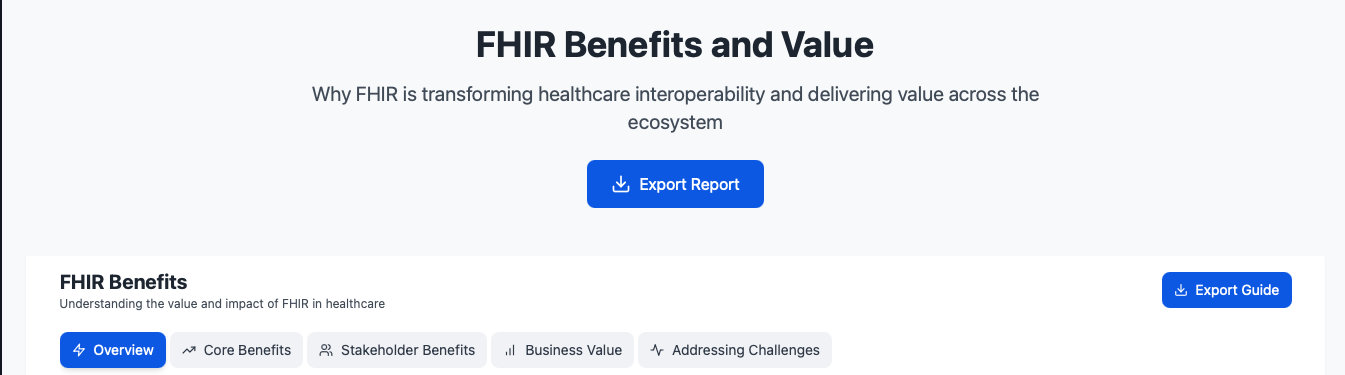 FHIR Benefits and Value
Why FHIR is transforming healthcare interoperability and delivering value across the
ecosystem
Export Report
FHIR Benefits
Understanding the value and impact of FHIR in healthcare
Export Guide
Overview
Core Benefits
Stakeholder Benefits
Business Value
Addressing Challenges